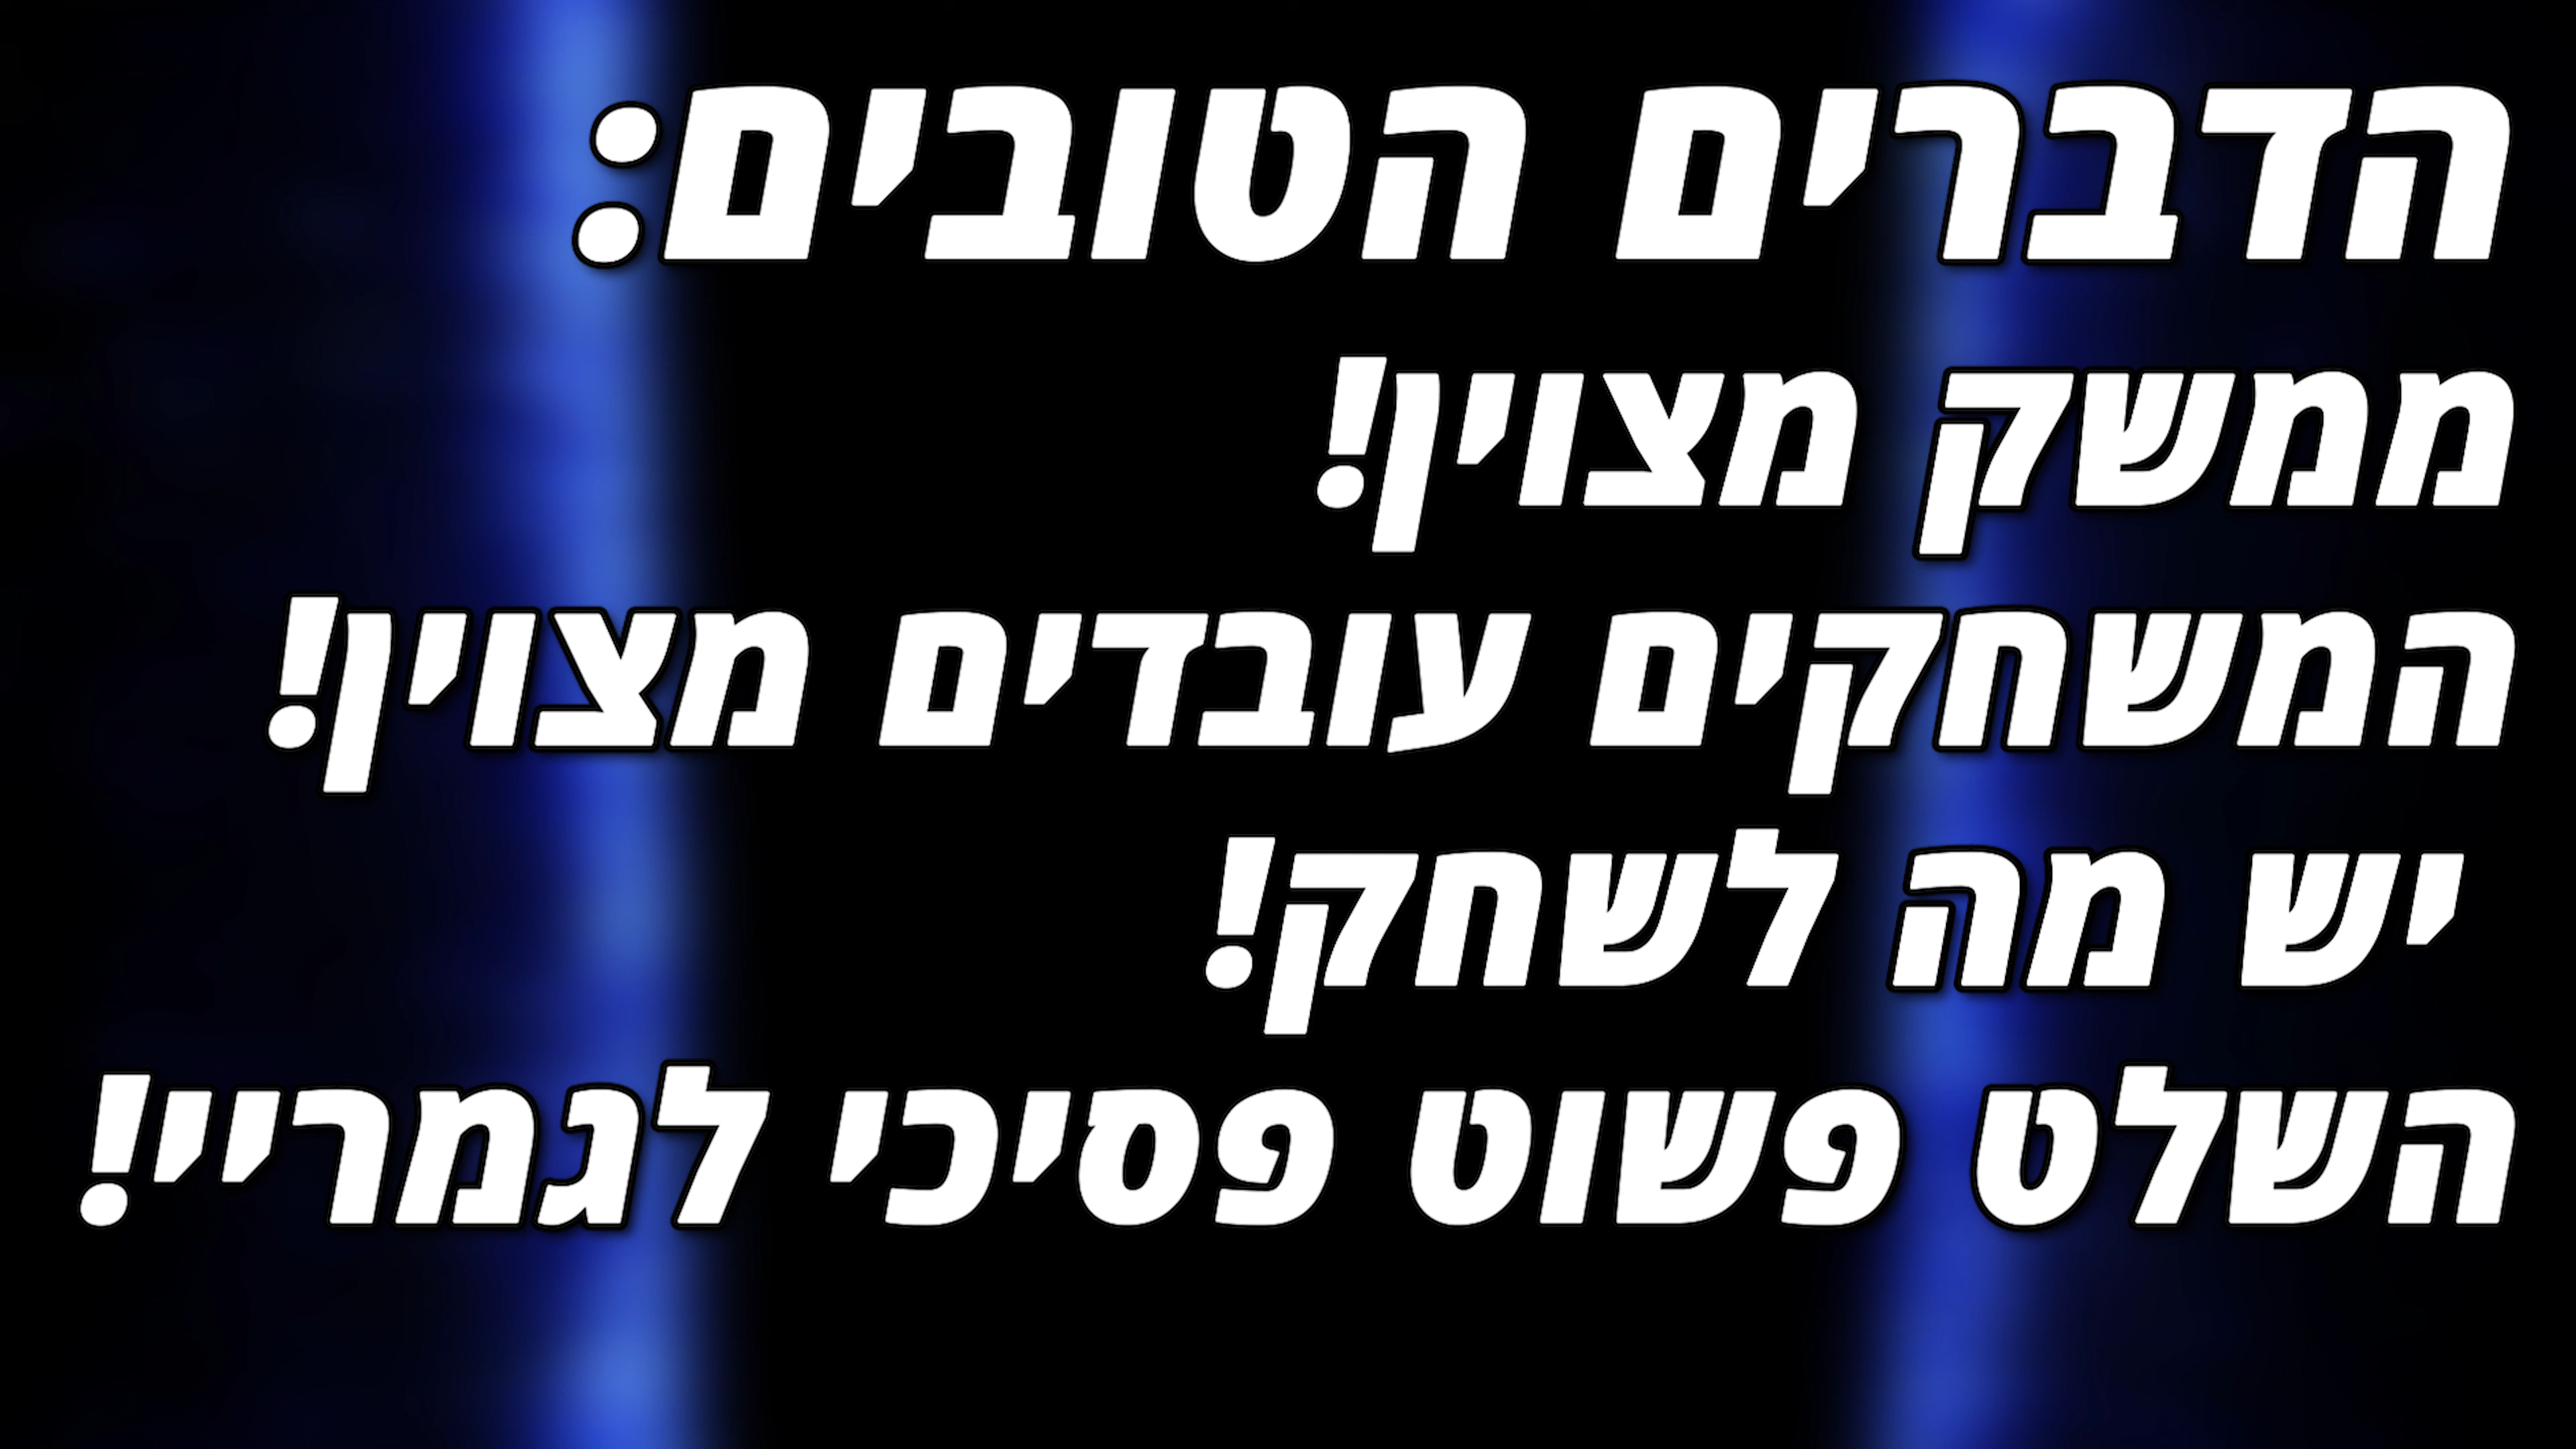 הדברים הטובים:
ממשק מצוין!
המשחקים עובדים מצוין!
יש מה לשחק!
השלט פשוט פסיכי לגמריי!